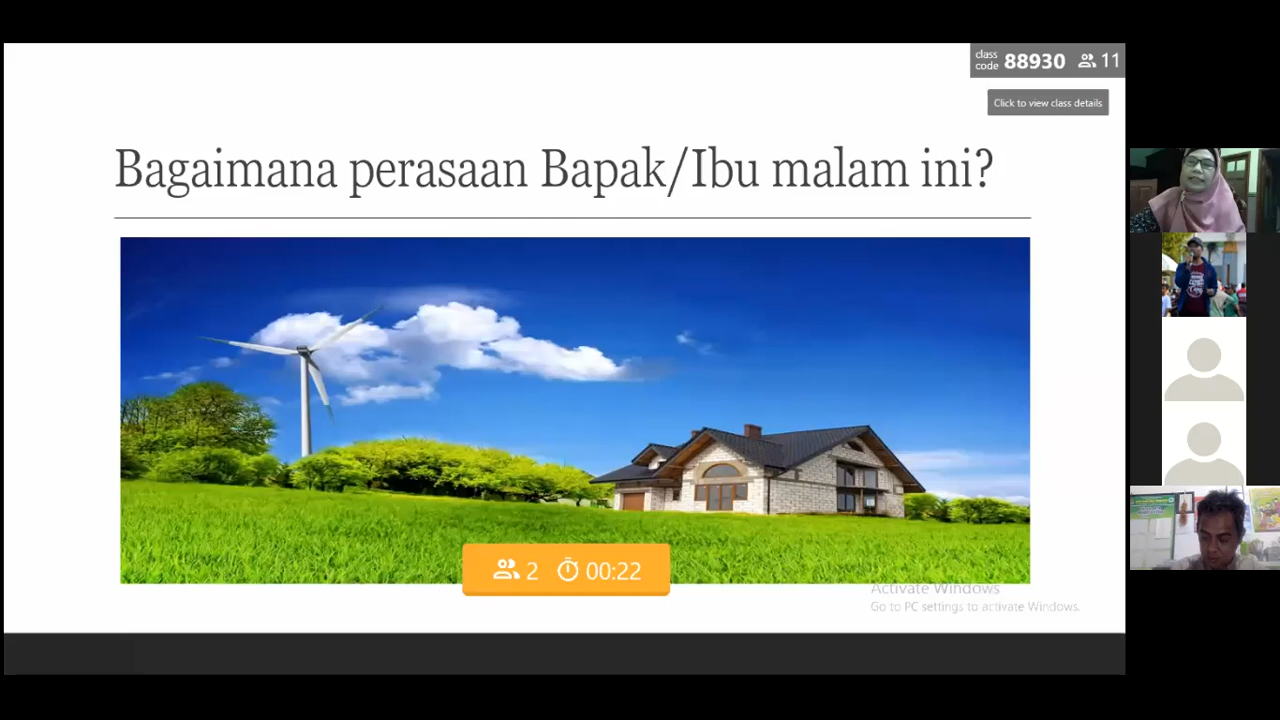 class code 88930 11
Click to view class details
Bagaimana perasaan Bapak/Ibu malam ini?
2 00:22
Activate Windows
Go to PC settings to activate Windows.